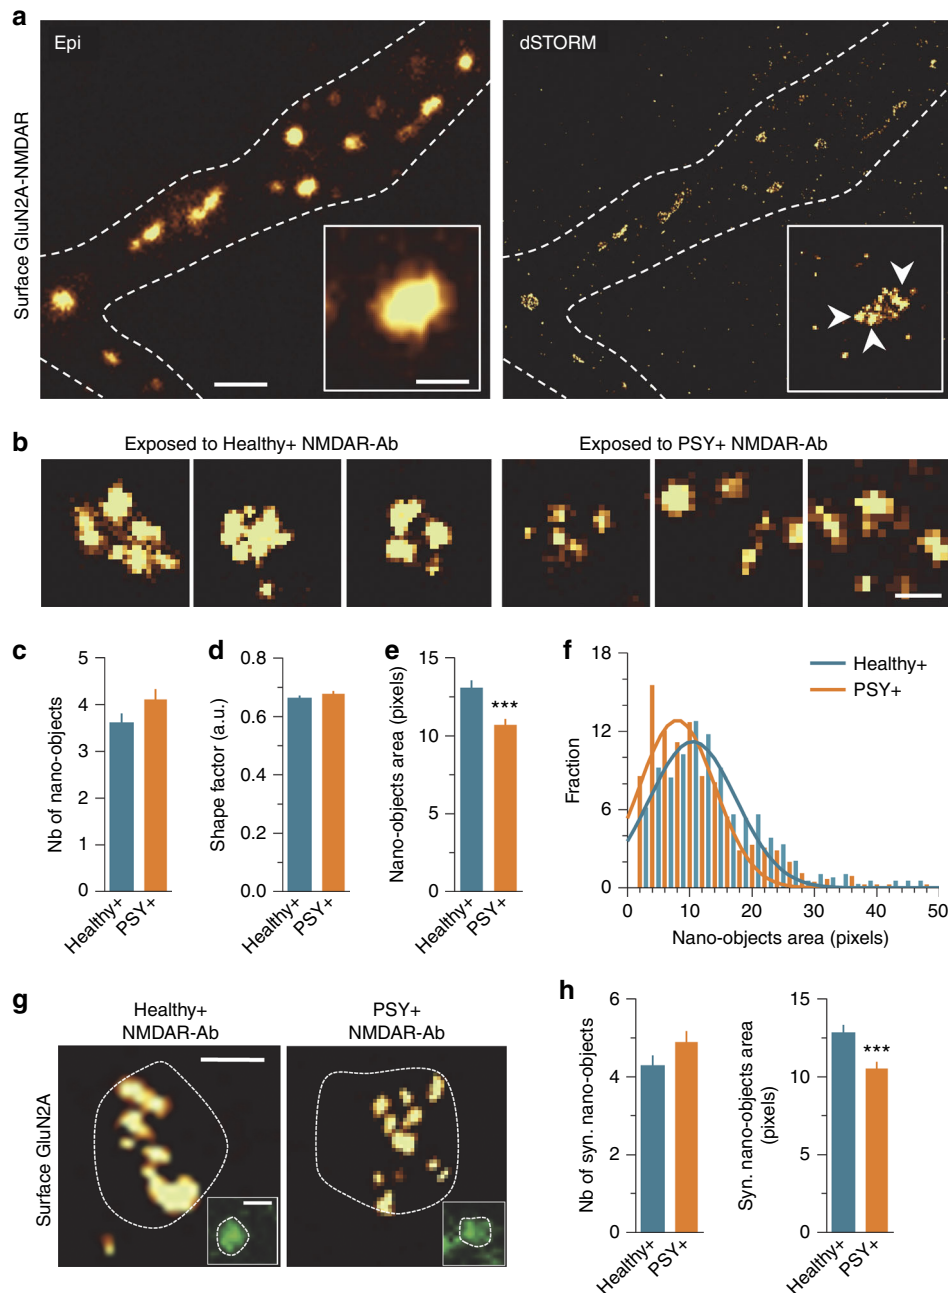 a
Epi
dSTORM
Surface GluN2A-NMDAR
b
Exposed to Healthy+ NMDAR-Ab
Exposed to PSY+ NMDAR-Ab
c
5
4
3
2
1
0
Nb of nano-objects
Healthy+
PSY+
d
0.8
0.6
0.4
0.2
0.0
Shape factor (a.u.)
Healthy+
PSY+
e
15
10
5
0
Nano-objects area (pixels)
***
Healthy+
PSY+
f
18
12
6
0
Fraction
Healthy+
PSY+
0 10 20 30 40 50
Nano-objects area (pixels)
g
Healthy+
NMDAR-Ab
PSY+
NMDAR-Ab
Surface GluN2A
h
6
4
2
0
Nb of syn. nano-objects
Healthy+
PSY+
15
10
5
0
Syn. nano-objects area
(pixels)
***
Healthy+
PSY+